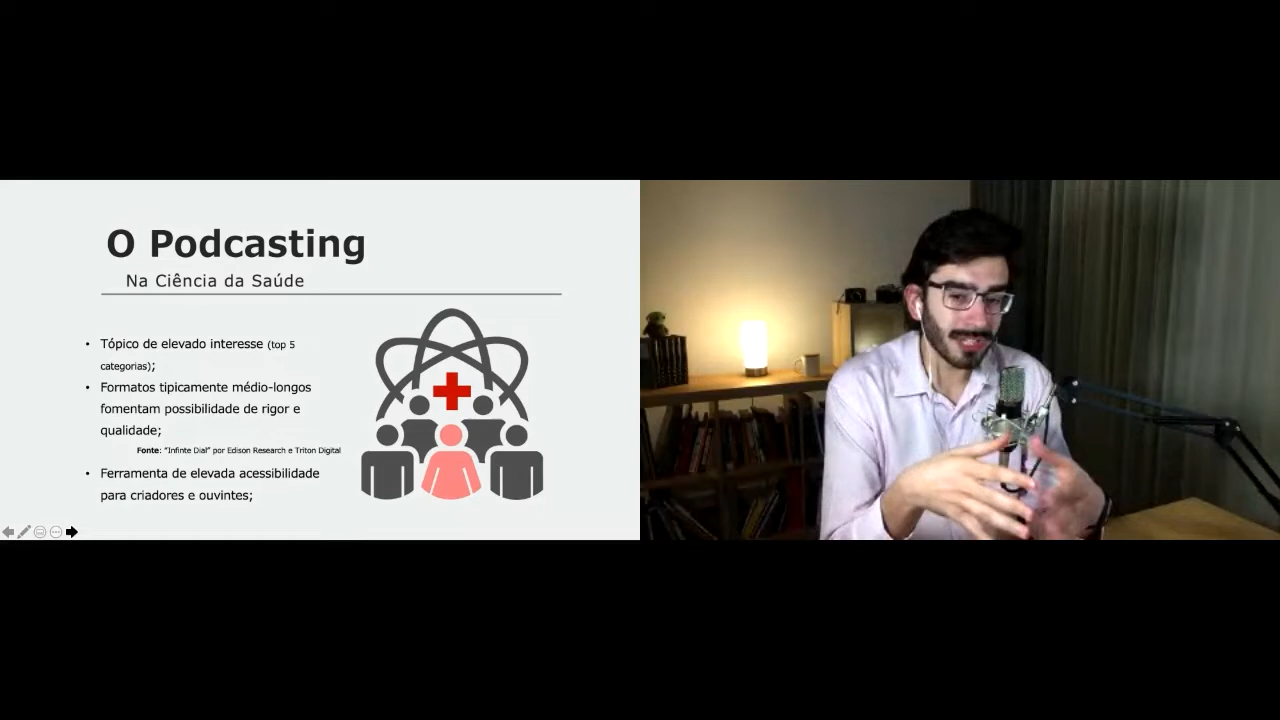 O Podcasting
Na Ciência da Saúde
• Tópico de elevado interesse (top 5
categorias);
• Formatos tipicamente médio-longos
fomentam possibilidade de rigor e
qualidade;
Fonte: "Infinte Dial" por Edison Research e Triton Digital
• Ferramenta de elevada acessibilidade
para criadores e ouvintes;